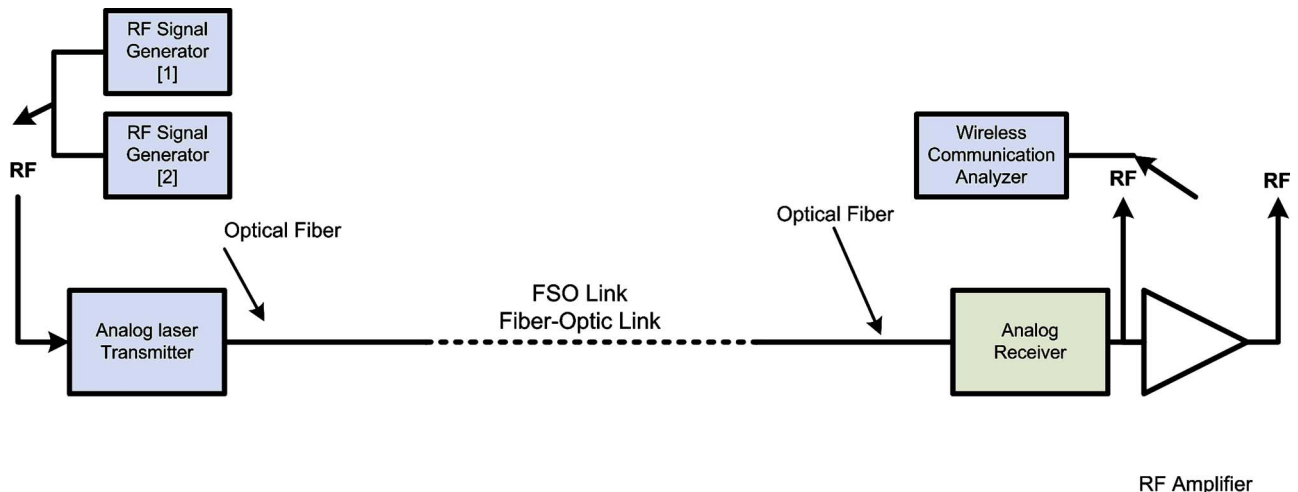 RF Signal
Generator
[1]
RF Signal
Generator
[2]
RF
Wireless
Communication
Analyzer
RF
RF
Optical Fiber
Optical Fiber
FSO Link
Fiber-Optic Link
Analog laser
Transmitter
Analog
Receiver
RF Amplifier